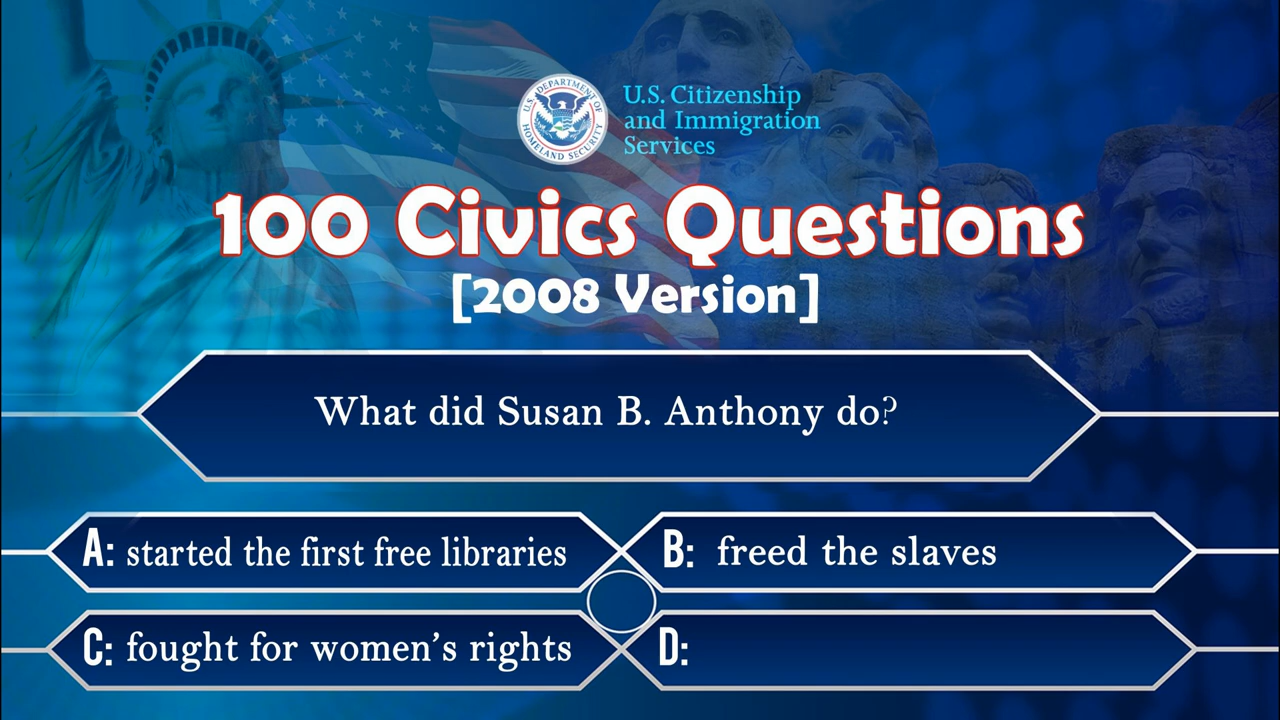 U.S. DEPARTMENT OF
HOMELAND SECURITY
U.S. Citizenship
and Immigration
Services
100 Civics Questions
[2008 Version]
What did Susan B. Anthony do?
A: started the first free libraries
B: freed the slaves
C: fought for women's rights
D: